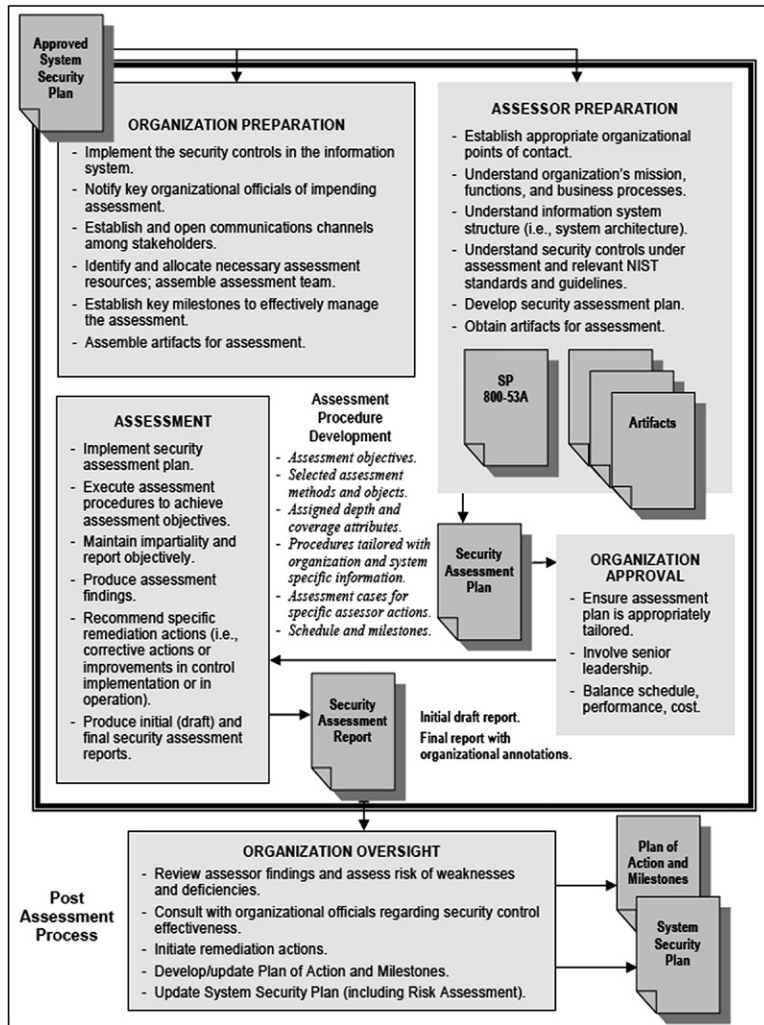 Approved
System
Security
Plan
ORGANIZATION PREPARATION
- Implement the security controls in the information
system.
- Notify key organizational officials of impending
assessment.
- Establish and open communications channels
among stakeholders.
- Identify and allocate necessary assessment
resources; assemble assessment team.
- Establish key milestones to effectively manage
the assessment.
- Assemble artifacts for assessment.
ASSESSOR PREPARATION
- Establish appropriate organizational
points of contact.
- Understand organization's mission,
functions, and business processes.
- Understand information system
structure (i.e., system architecture).
- Understand security controls under
assessment and relevant NIST
standards and guidelines.
- Develop security assessment plan.
- Obtain artifacts for assessment.
SP
800-53A
Artifacts
ASSESSMENT
- Implement security
assessment plan.
- Execute assessment
procedures to achieve
assessment objectives.
- Maintain impartiality and
report objectively.
- Produce assessment
findings.
- Recommend specific
remediation actions (i.e.,
corrective actions or
improvements in control
implementation or in
operation).
- Produce initial (draft) and
final security assessment
reports.
Assessment
Procedure
Development
- Assessment objectives.
- Selected assessment
methods and objects.
- Assigned depth and
coverage attributes.
- Procedures tailored with
organization and system
specific information.
- Assessment cases for
specific assessor actions.
- Schedule and milestones.
Security
Assessment
Plan
ORGANIZATION
APPROVAL
- Ensure assessment
plan is appropriately
tailored.
- Involve senior
leadership.
- Balance schedule,
performance, cost.
Security
Assessment
Report
Initial draft report.
Final report with
organizational annotations.
Post
Assessment
Process
ORGANIZATION OVERSIGHT
- Review assessor findings and assess risk of weaknesses
and deficiencies.
- Consult with organizational officials regarding security control
effectiveness.
- Initiate remediation actions.
- Develop/update Plan of Action and Milestones.
- Update System Security Plan (including Risk Assessment).
Plan of
Action and
Milestones
System
Security
Plan